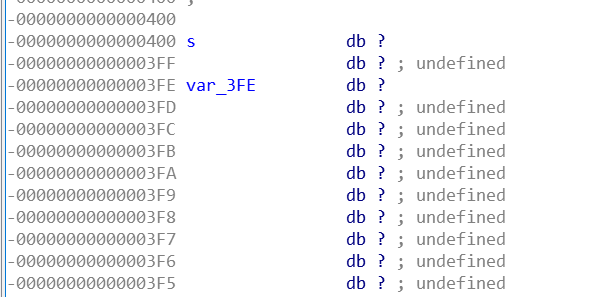 -0000000000000400 ;
-0000000000000400
-0000000000000400 s db ?
-00000000000003FF db ? ; undefined
-00000000000003FE var_3FE db ?
-00000000000003FD db ? ; undefined
-00000000000003FC db ? ; undefined
-00000000000003FB db ? ; undefined
-00000000000003FA db ? ; undefined
-00000000000003F9 db ? ; undefined
-00000000000003F8 db ? ; undefined
-00000000000003F7 db ? ; undefined
-00000000000003F6 db ? ; undefined
-00000000000003F5 db ? ; undefined